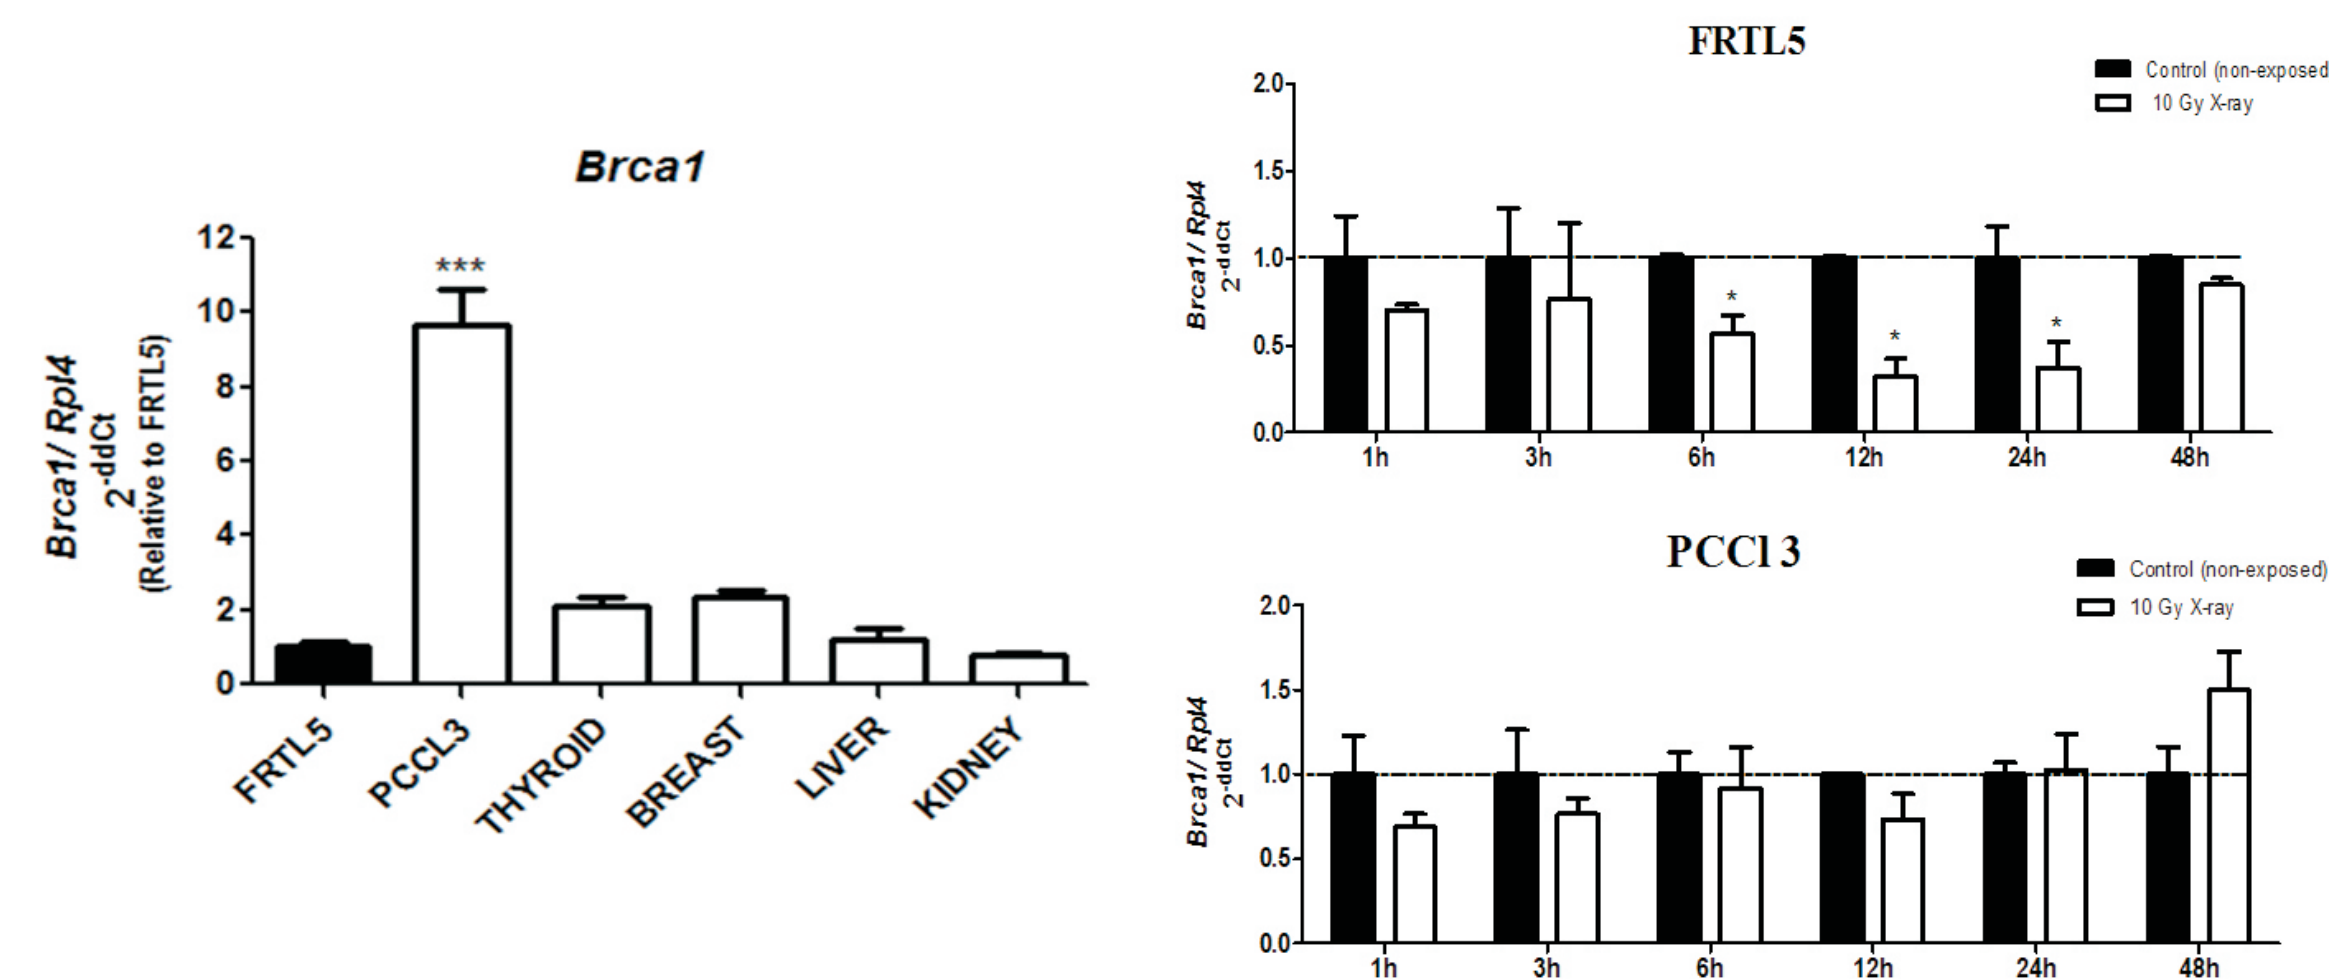 Brca1
Brca1/ Rpl4
2-ddCt
(Relative to FRTL5)
12
10
8
6
4
2
0
***
FRTL5
PCCL3
THYROID
BREAST
LIVER
KIDNEY
FRTL5
Control (non-exposed
10 Gy X-ray
Brca1/ Rpl4
2-ddCt
2.0
1.5
1.0
0.5
0.0
*
*
*
1h 3h 6h 12h 24h 48h
PCCl 3
Control (non-exposed)
10 Gy X-ray
Brca1/ Rpl4
2-ddCt
2.0
1.5
1.0
0.5
0.0
1h 3h 6h 12h 24h 48h